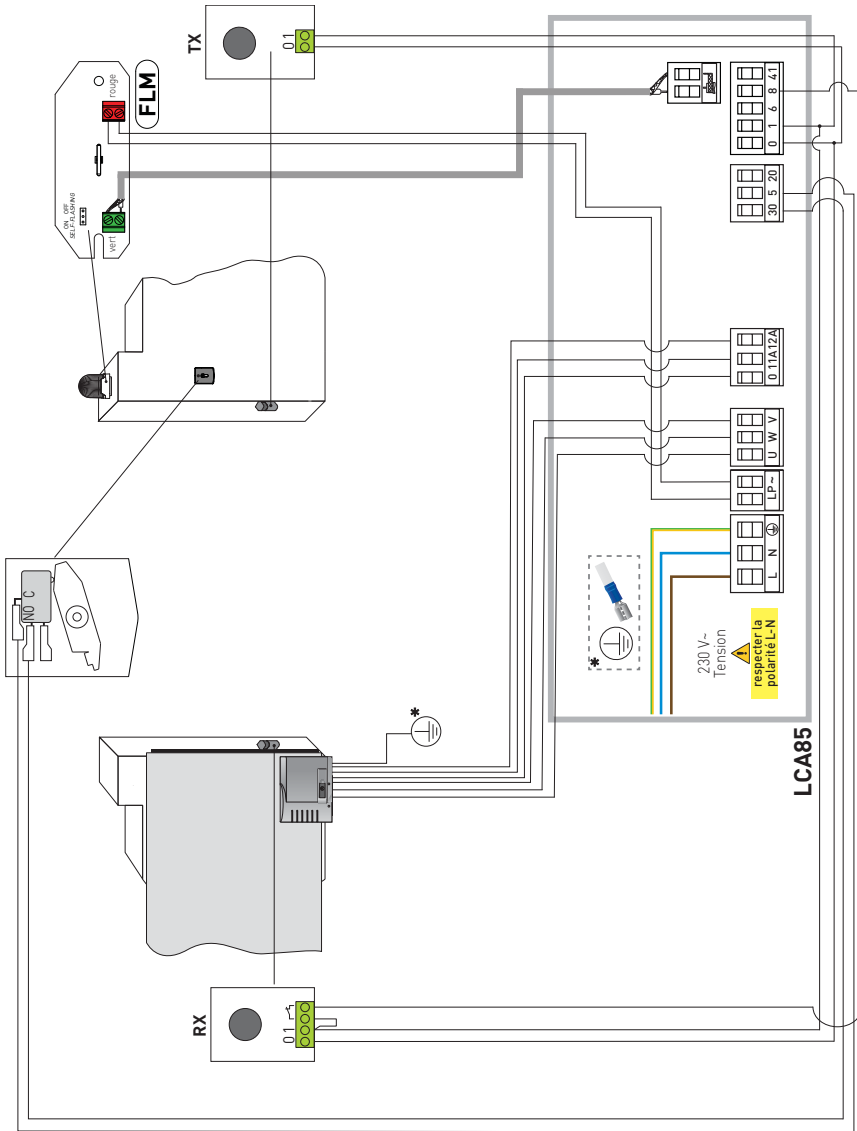 TX
0 1
FLM
rouge
ON OFF
SELF-FLASHING
vert
NO C
*
RX
0 1
*
230 V~
Tension
respecter la
polarité L-N
LCA85
L N
LP ~
U W V
0 11A 12A
30 5 20
0 1 6 8 41